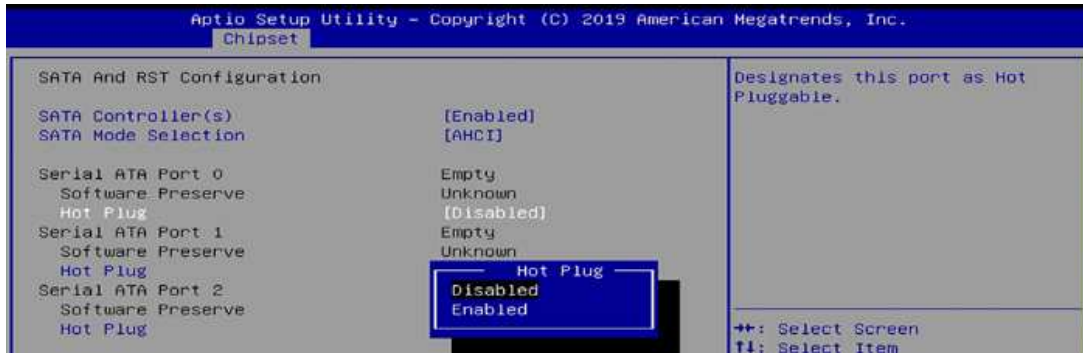 Aptio Setup Utility – Copyright (C) 2019 American Megatrends, Inc.
Chipset
SATA And RST Configuration
SATA Controller(s) [Enabled]
SATA Mode Selection [AHCI]
Serial ATA Port 0 Empty
Software Preserve Unknown
Hot Plug [Disabled]
Serial ATA Port 1 Empty
Software Preserve Unknown
Hot Plug
Serial ATA Port 2
Software Preserve
Hot Plug
Hot Plug
Disabled
Enabled
Designates this port as Hot
Pluggable.
→←: Select Screen
↑↓: Select Item